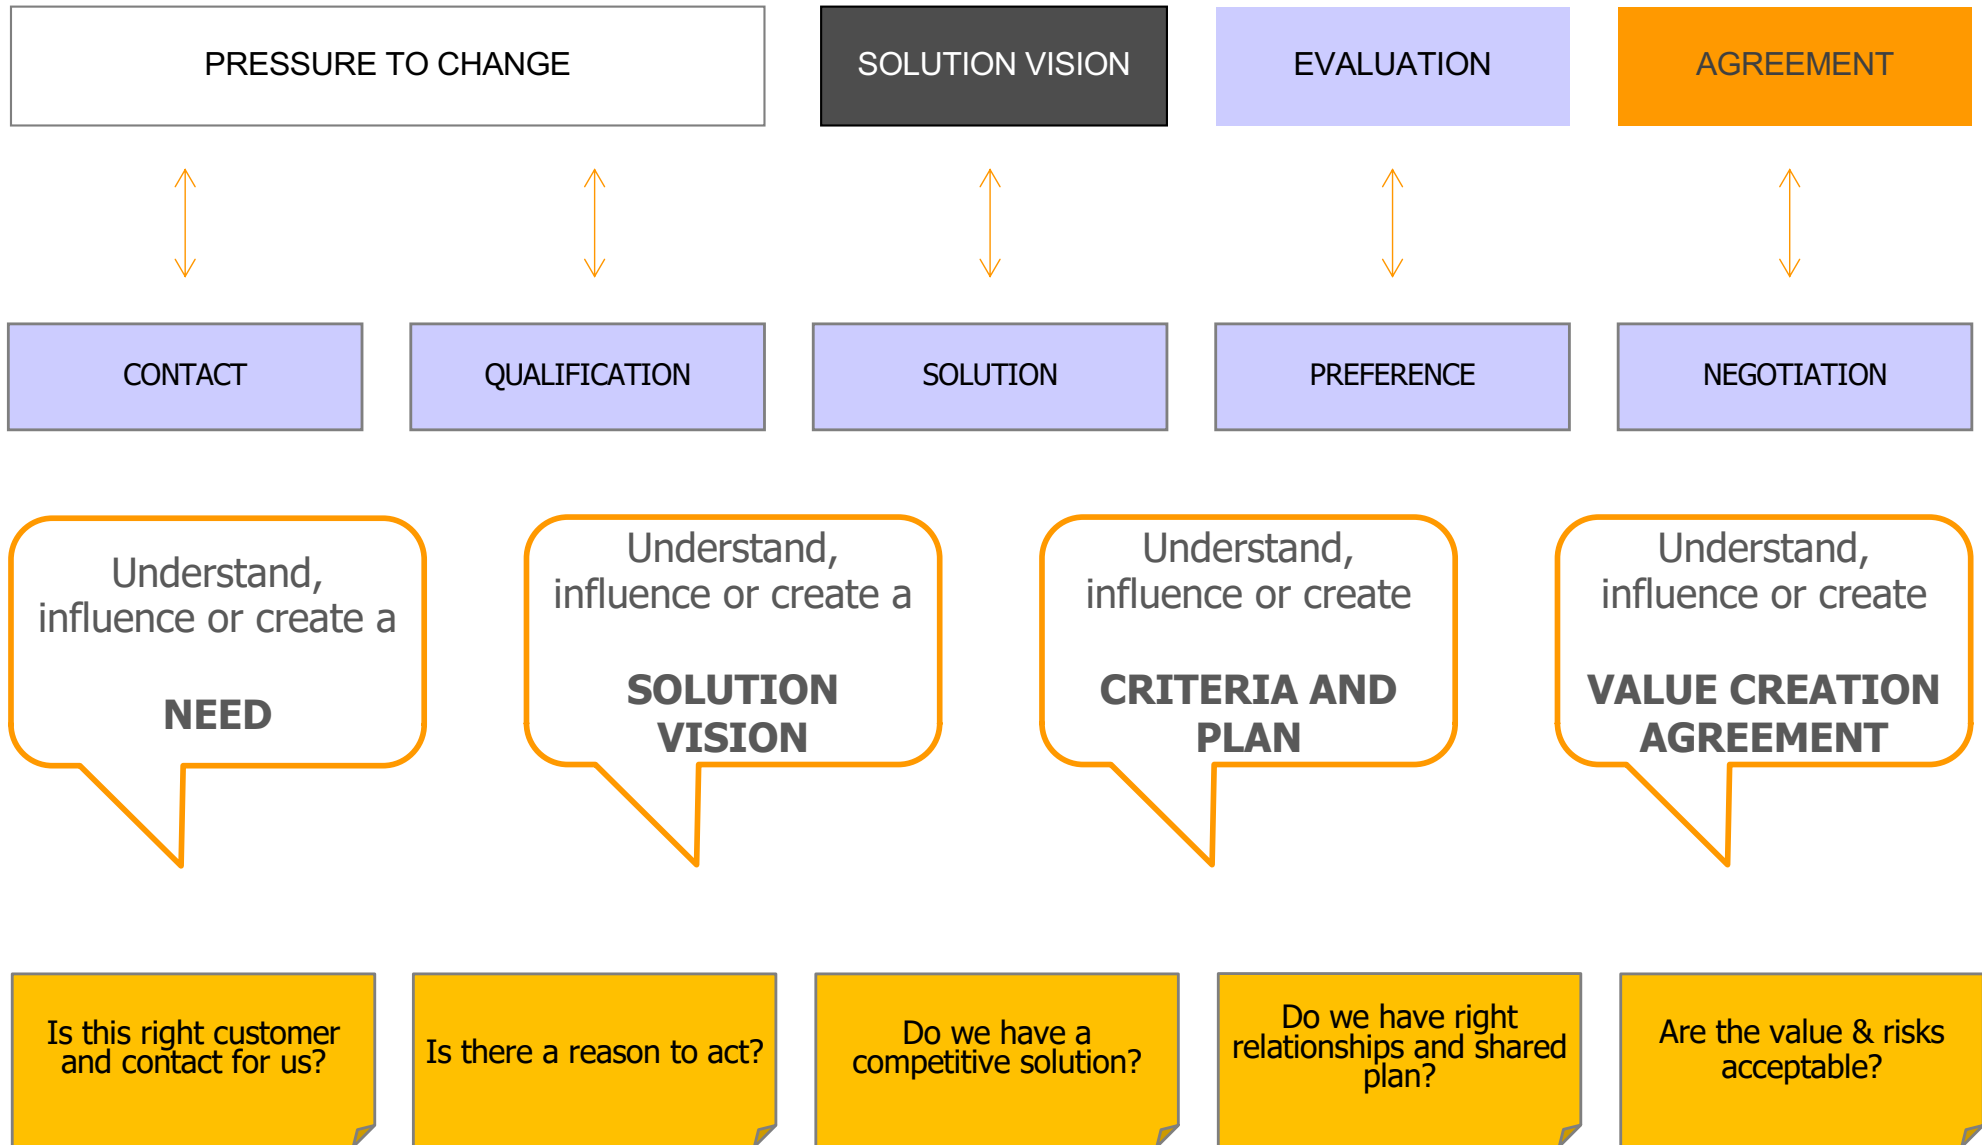 PRESSURE TO CHANGE
SOLUTION VISION
EVALUATION
AGREEMENT
CONTACT
QUALIFICATION
SOLUTION
PREFERENCE
NEGOTIATION
Understand,
influence or create a
NEED
Understand,
influence or create a
SOLUTION
VISION
Understand,
influence or create
CRITERIA AND
PLAN
Understand,
influence or create
VALUE CREATION
AGREEMENT
Is this right customer
and contact for us?
Is there a reason to act?
Do we have a
competitive solution?
Do we have right
relationships and shared
plan?
Are the value & risks
acceptable?